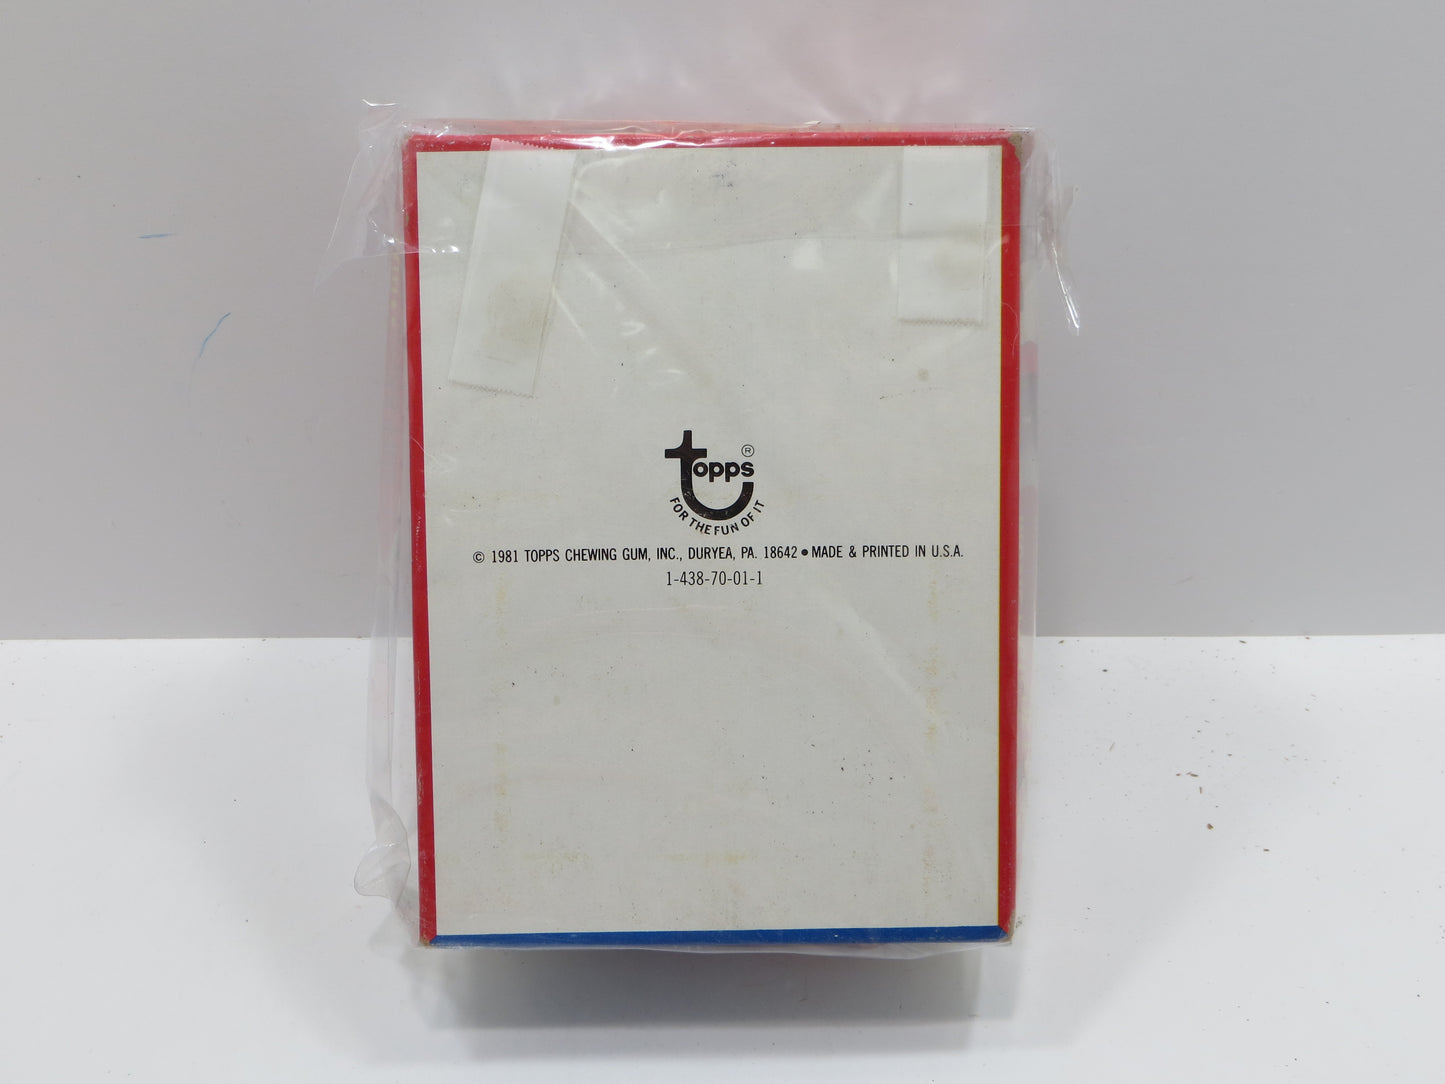 topps ®
FOR THE FUN OF IT
© 1981 TOPPS CHEWING GUM, INC., DURYEA, PA. 18642 ● MADE & PRINTED IN U.S.A.
1-438-70-01-1